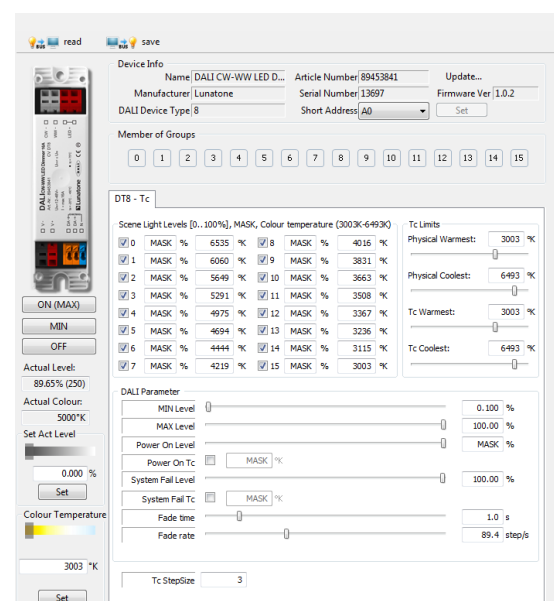 read save
Device Info
Name DALI CW-WW LED D... Article Number 89453841 Update...
Manufacturer Lunatone Serial Number 13697 Firmware Ver 1.0.2
DALI Device Type 8 Short Address A0 Set
Member of Groups
0 1 2 3 4 5 6 7 8 9 10 11 12 13 14 15
DT8 - Tc
Scene Light Levels [0..100%], MASK, Colour temperature (3003K-6493K)
0 MASK % 6535 °K 8 MASK % 4016 °K
1 MASK % 6060 °K 9 MASK % 3831 °K
2 MASK % 5649 °K 10 MASK % 3663 °K
3 MASK % 5291 °K 11 MASK % 3508 °K
4 MASK % 4975 °K 12 MASK % 3367 °K
5 MASK % 4694 °K 13 MASK % 3236 °K
6 MASK % 4444 °K 14 MASK % 3115 °K
7 MASK % 4219 °K 15 MASK % 3003 °K
Tc Limits
Physical Warmest: 3003 °K
Physical Coolest: 6493 °K
Tc Warmest: 3003 °K
Tc Coolest: 6493 °K
ON (MAX)
MIN
OFF
Actual Level:
89.65% (250)
Actual Colour:
5000°K
Set Act Level
0.000 %
Set
Colour Temperature
3003 °K
Set
DALI Parameter
MIN Level 0.100 %
MAX Level 100.00 %
Power On Level MASK %
Power On Tc MASK °K
System Fail Level 100.00 %
System Fail Tc MASK °K
Fade time 1.0 s
Fade rate 89.4 step/s
Tc StepSize 3